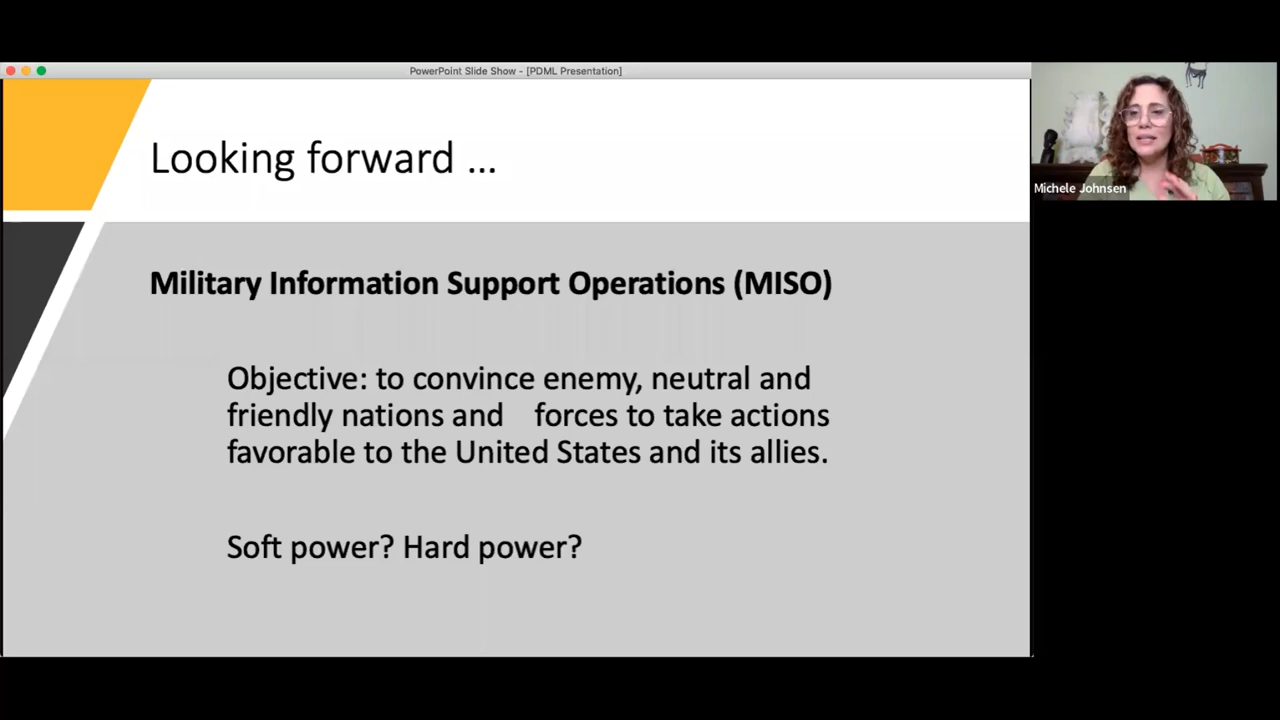 PowerPoint Slide Show - [PDML Presentation]
Looking forward ...
Michele Johnsen
Military Information Support Operations (MISO)
Objective: to convince enemy, neutral and
friendly nations and    forces to take actions
favorable to the United States and its allies.
Soft power? Hard power?